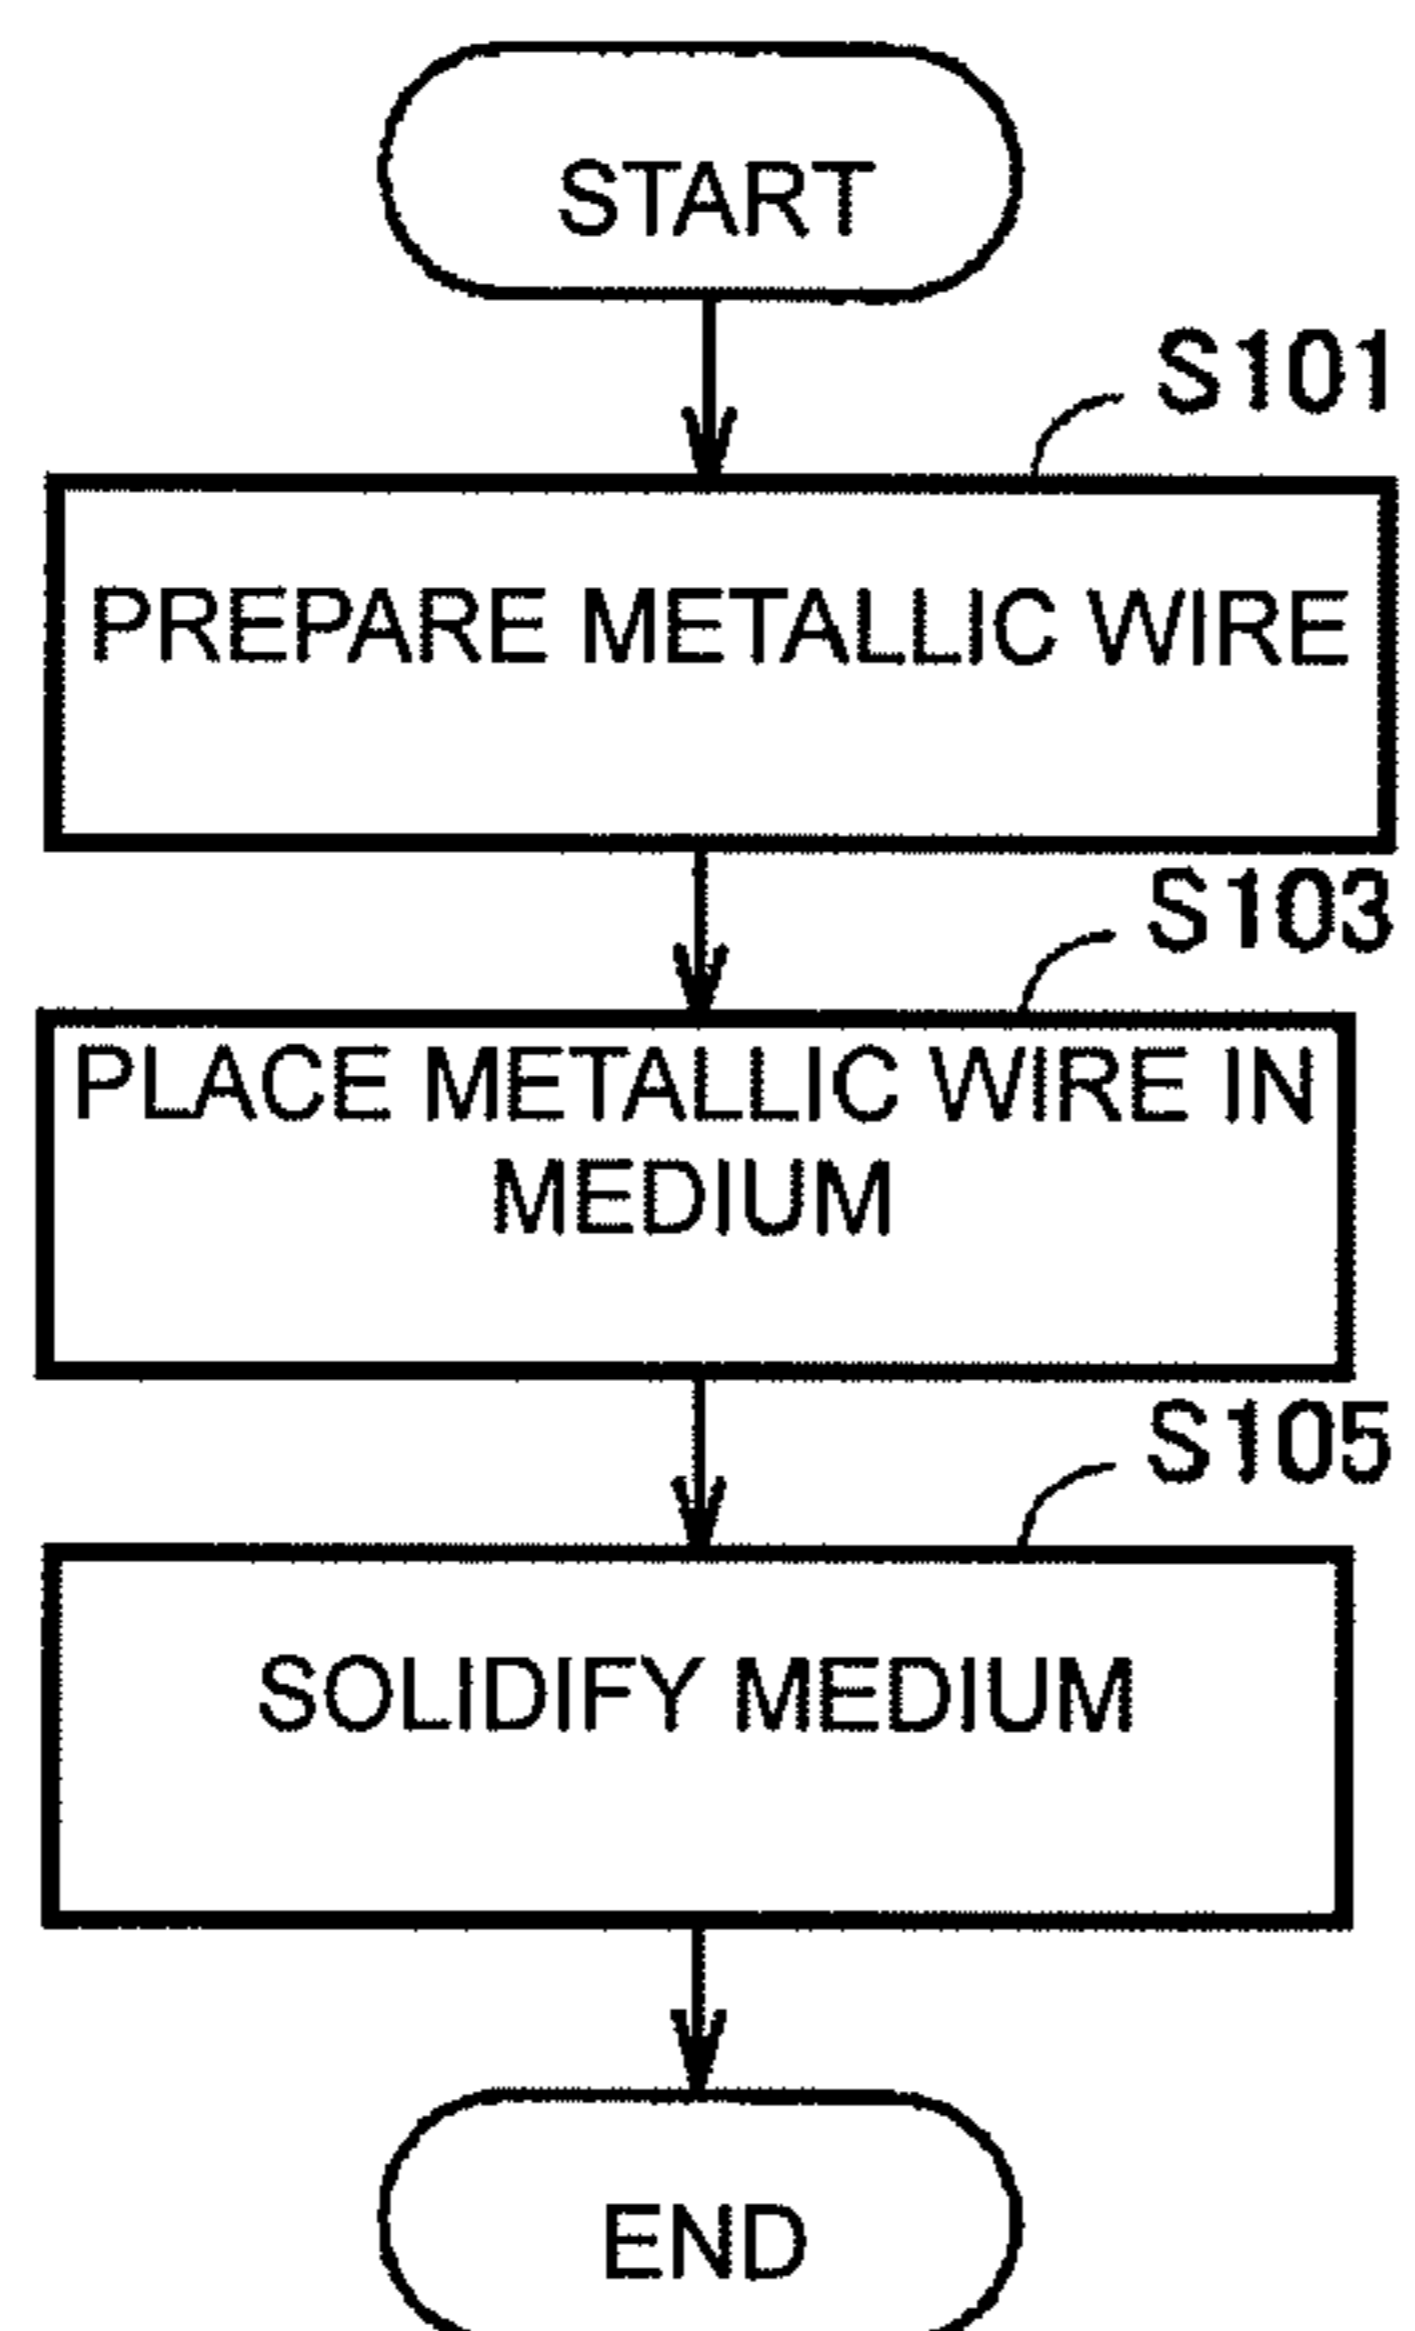 START
S101
PREPARE METALLIC WIRE
S103
PLACE METALLIC WIRE IN
MEDIUM
S105
SOLIDIFY MEDIUM
END